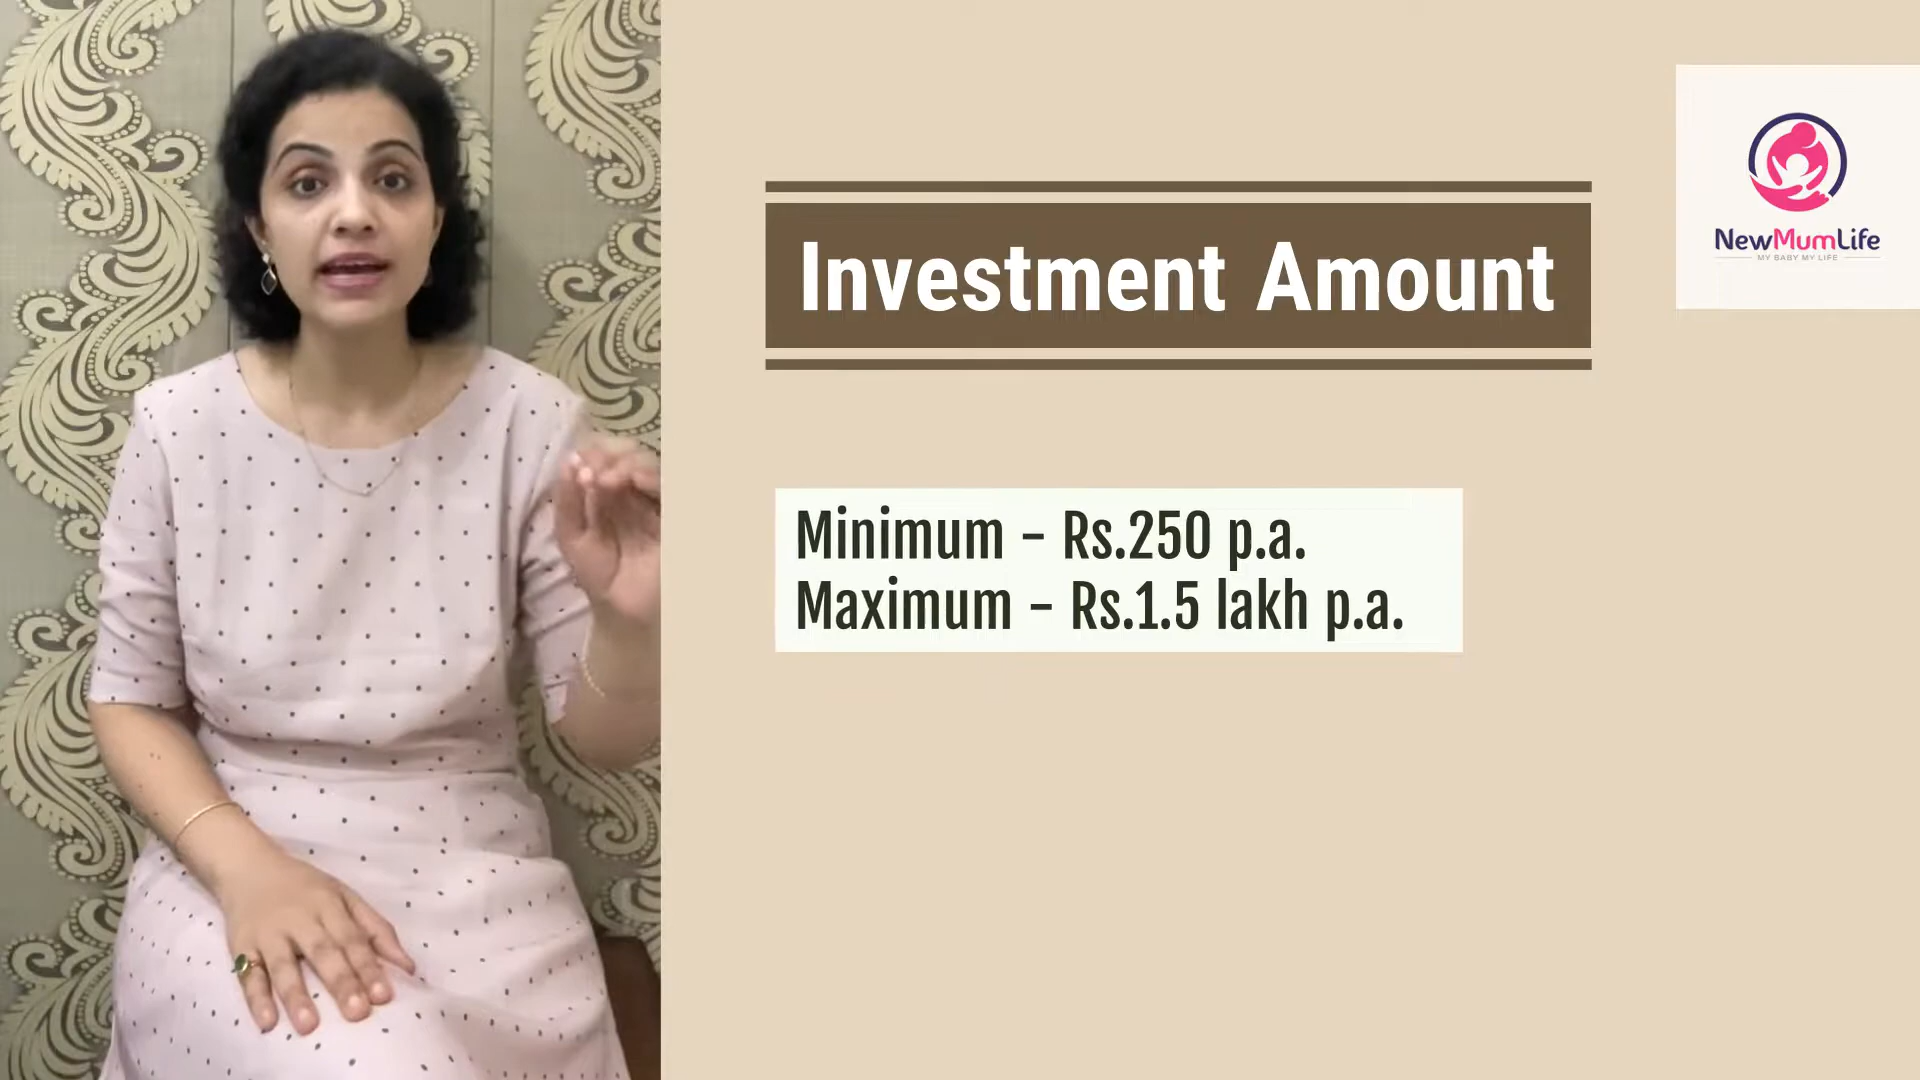 Investment Amount
NewMumLife
MY BABY MY LIFE
Minimum - Rs.250 p.a.
Maximum - Rs.1.5 lakh p.a.